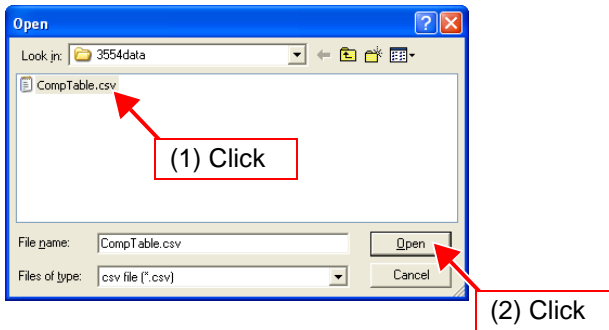 Open
Look in: 3554data
CompTable.csv
(1) Click
File name: CompTable.csv Open
Files of type: csv file (*.csv) Cancel
(2) Click